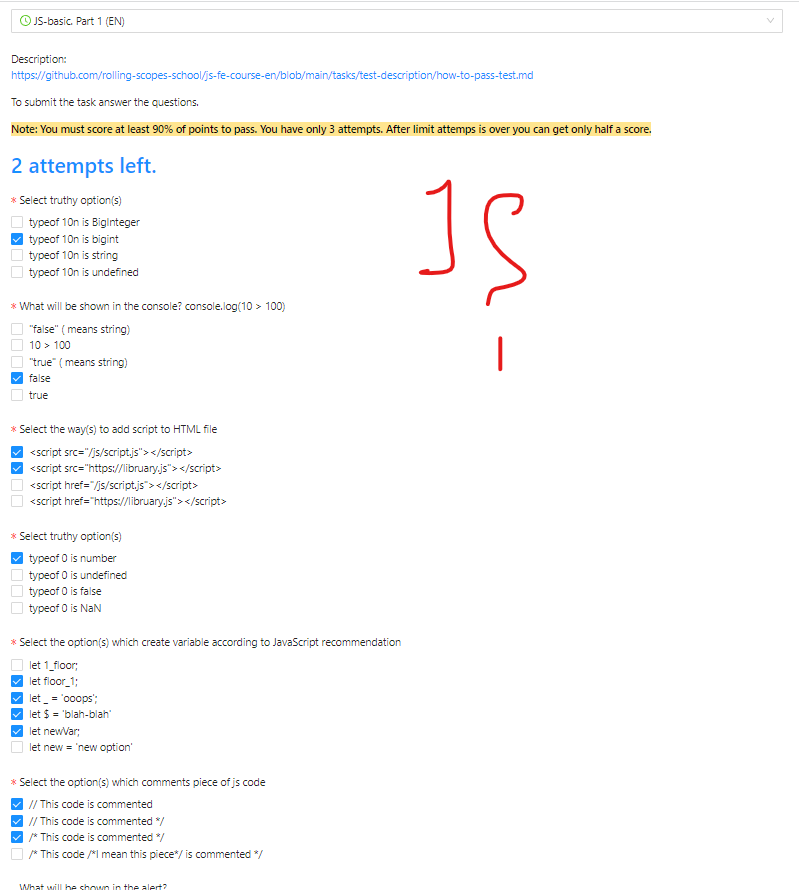 JS-basic. Part 1 (EN)
Description:
https://github.com/rolling-scopes-school/js-fe-course-en/blob/main/tasks/test-description/how-to-pass-test.md
To submit the task answer the questions.
Note: You must score at least 90% of points to pass. You have only 3 attempts. After limit attemps is over you can get only half a score.
2 attempts left.
JS
1
* Select truthy option(s)
typeof 10n is BigInteger
typeof 10n is bigint
typeof 10n is string
typeof 10n is undefined
* What will be shown in the console? console.log(10 > 100)
"false" ( means string)
10 > 100
"true" ( means string)
false
true
* Select the way(s) to add script to HTML file
<script src="/js/script.js"></script>
<script src="https://libruary.js"></script>
<script href="/js/script.js"></script>
<script href="https://libruary.js"></script>
* Select truthy option(s)
typeof 0 is number
typeof 0 is undefined
typeof 0 is false
typeof 0 is NaN
* Select the option(s) which create variable according to JavaScript recommendation
let 1_floor;
let floor_1;
let _ = 'ooops';
let $ = 'blah-blah'
let newVar;
let new = 'new option'
* Select the option(s) which comments piece of js code
// This code is commented
// This code is commented */
/* This code is commented */
/* This code /*I mean this piece*/ is commented */
What will be shown in the alert?